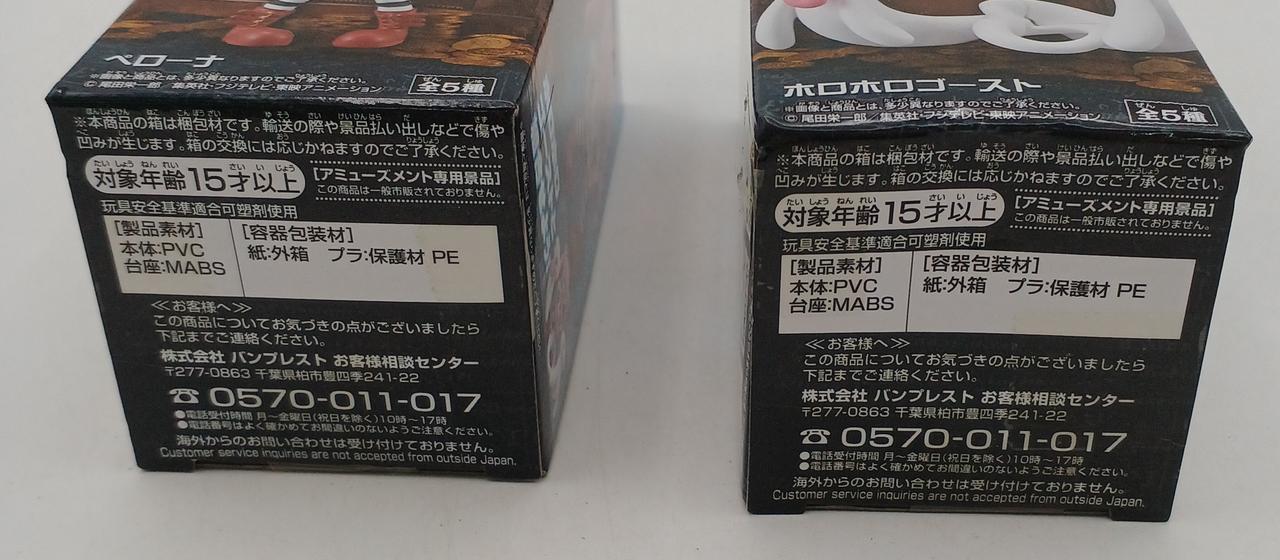 ペローナ
※画像と商品とは、多少異なりますのでご了承ください。
© 尾田栄一郎／集英社・フジテレビ・東映アニメーション
全5種
※本商品の箱は梱包材です。輸送の際や景品払い出しなどで傷や
凹みが生じます。箱の交換には応じかねますのでご了承ください。
対象年齢15才以上
[アミューズメント専用景品]
この商品は一般市販されておりません。
玩具安全基準適合可塑剤使用
[製品素材]
本体:PVC
台座:MABS
[容器包装材]
紙:外箱 プラ:保護材 PE
≪お客様へ≫
この商品についてお気づきの点がございましたら
下記までご連絡ください。
株式会社 バンプレスト お客様相談センター
〒277-0863 千葉県柏市豊四季241-22
☎ 0570-011-017
●電話受付時間 月～金曜日(祝日を除く)10時～17時
●電話番号はよく確かめてお間違いのないようご注意ください。
海外からのお問い合わせは受け付けておりません。
Customer service inquiries are not accepted from outside Japan.
ホロホロゴースト
※画像と商品とは、多少異なりますのでご了承ください。
© 尾田栄一郎／集英社・フジテレビ・東映アニメーション
全5種
※本商品の箱は梱包材です。輸送の際や景品払い出しなどで傷や
凹みが生じます。箱の交換には応じかねますのでご了承ください。
対象年齢15才以上
[アミューズメント専用景品]
この商品は一般市販されておりません。
玩具安全基準適合可塑剤使用
[製品素材]
本体:PVC
台座:MABS
[容器包装材]
紙:外箱 プラ:保護材 PE
≪お客様へ≫
この商品についてお気づきの点がございましたら
下記までご連絡ください。
株式会社 バンプレスト お客様相談センター
〒277-0863 千葉県柏市豊四季241-22
☎ 0570-011-017
●電話受付時間 月～金曜日(祝日を除く)10時～17時
●電話番号はよく確かめてお間違いのないようご注意ください。
海外からのお問い合わせは受け付けておりません。
Customer service inquiries are not accepted from outside Japan.